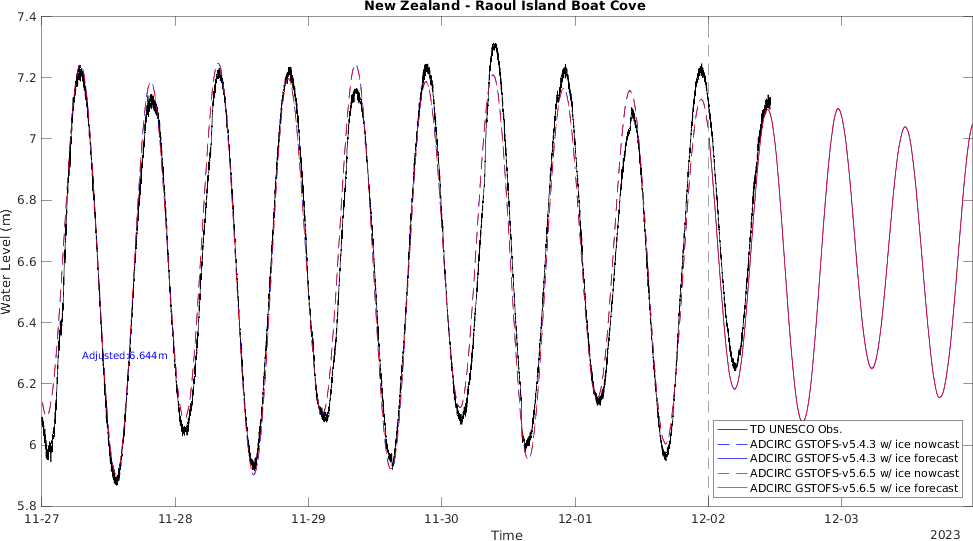 New Zealand - Raoul Island Boat Cove
7.4
7.2
7
6.8
6.6
6.4
6.2
6
5.8
Water Level (m)
Adjusted:6.644m
TD UNESCO Obs.
ADCIRC GSTOFS-v5.4.3 w/ ice nowcast
ADCIRC GSTOFS-v5.4.3 w/ ice forecast
ADCIRC GSTOFS-v5.6.5 w/ ice nowcast
ADCIRC GSTOFS-v5.6.5 w/ ice forecast
11-27 11-28 11-29 11-30 12-01 12-02 12-03
Time
2023